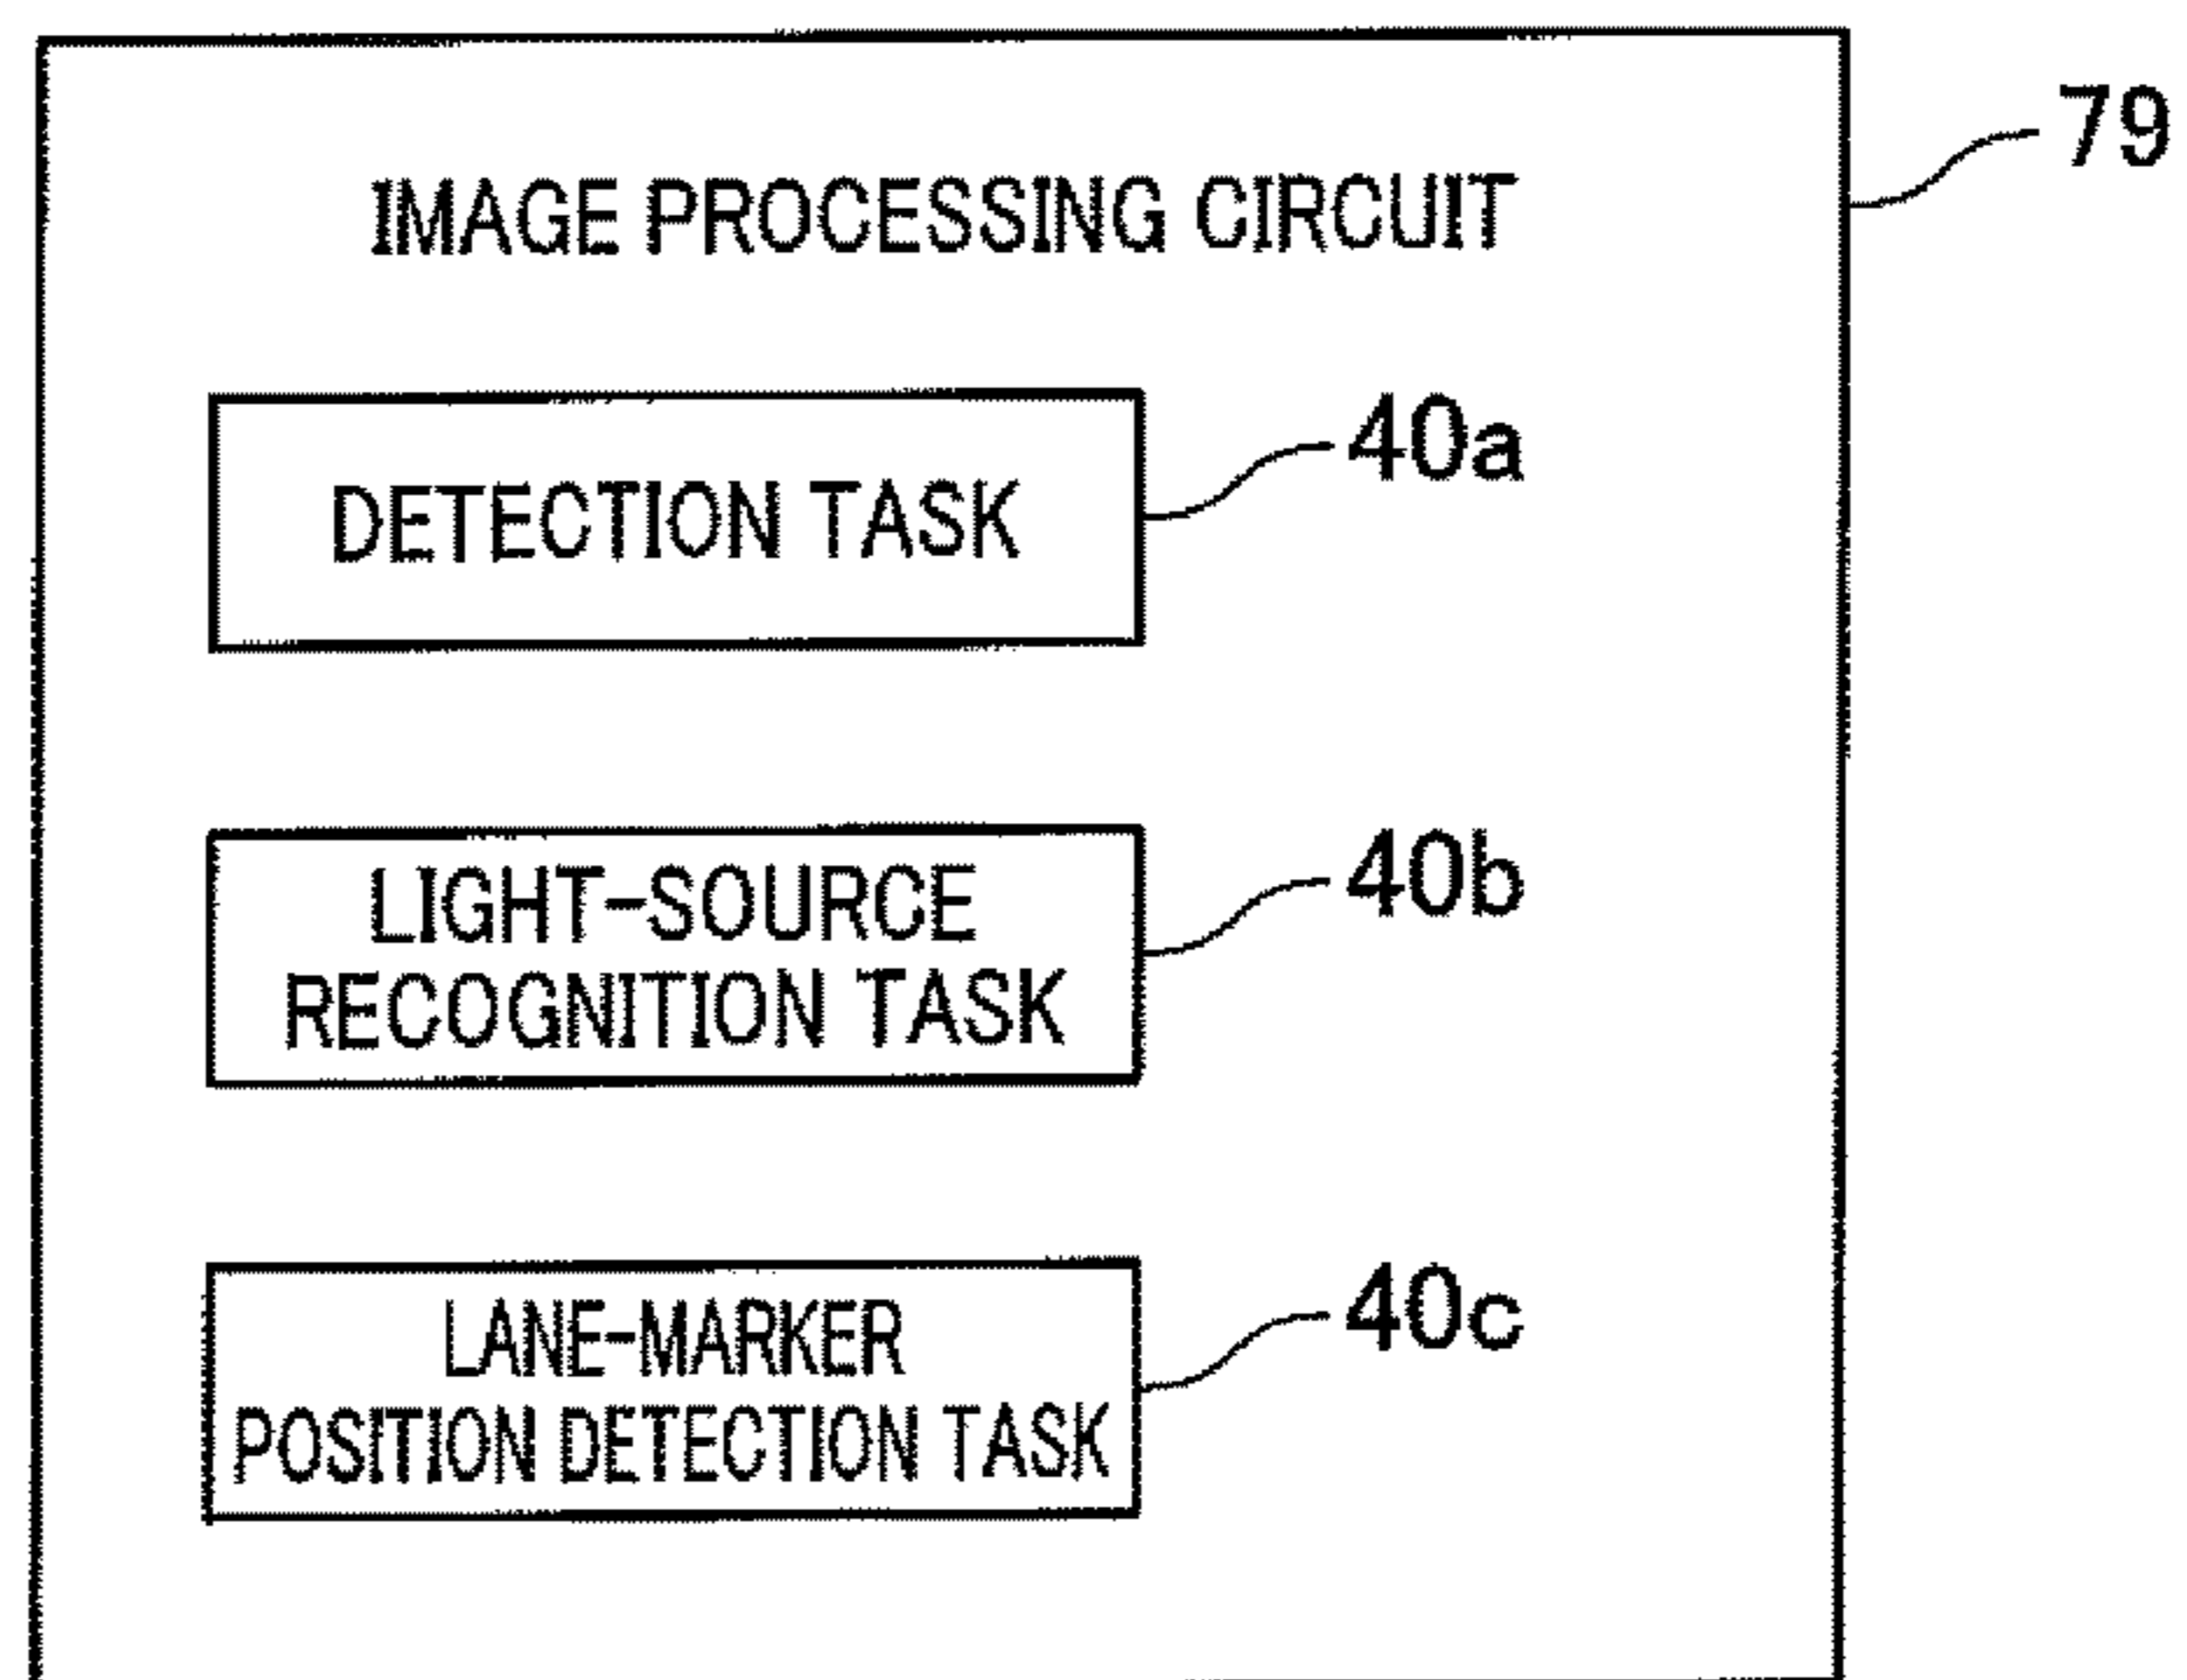 79
IMAGE PROCESSING CIRCUIT
40a
DETECTION TASK
40b
LIGHT-SOURCE
RECOGNITION TASK
40c
LANE-MARKER
POSITION DETECTION TASK